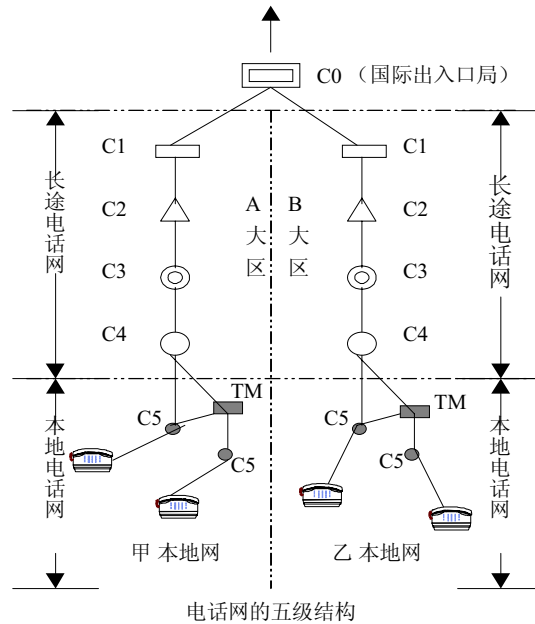 C0 (国际出入口局)
C1
C1
长途电话网
长途电话网
C2
A大区
B大区
C2
C3
C3
C4
C4
TM
TM
C5
C5
C5
C5
本地电话网
本地电话网
甲 本地网
乙 本地网
电话网的五级结构